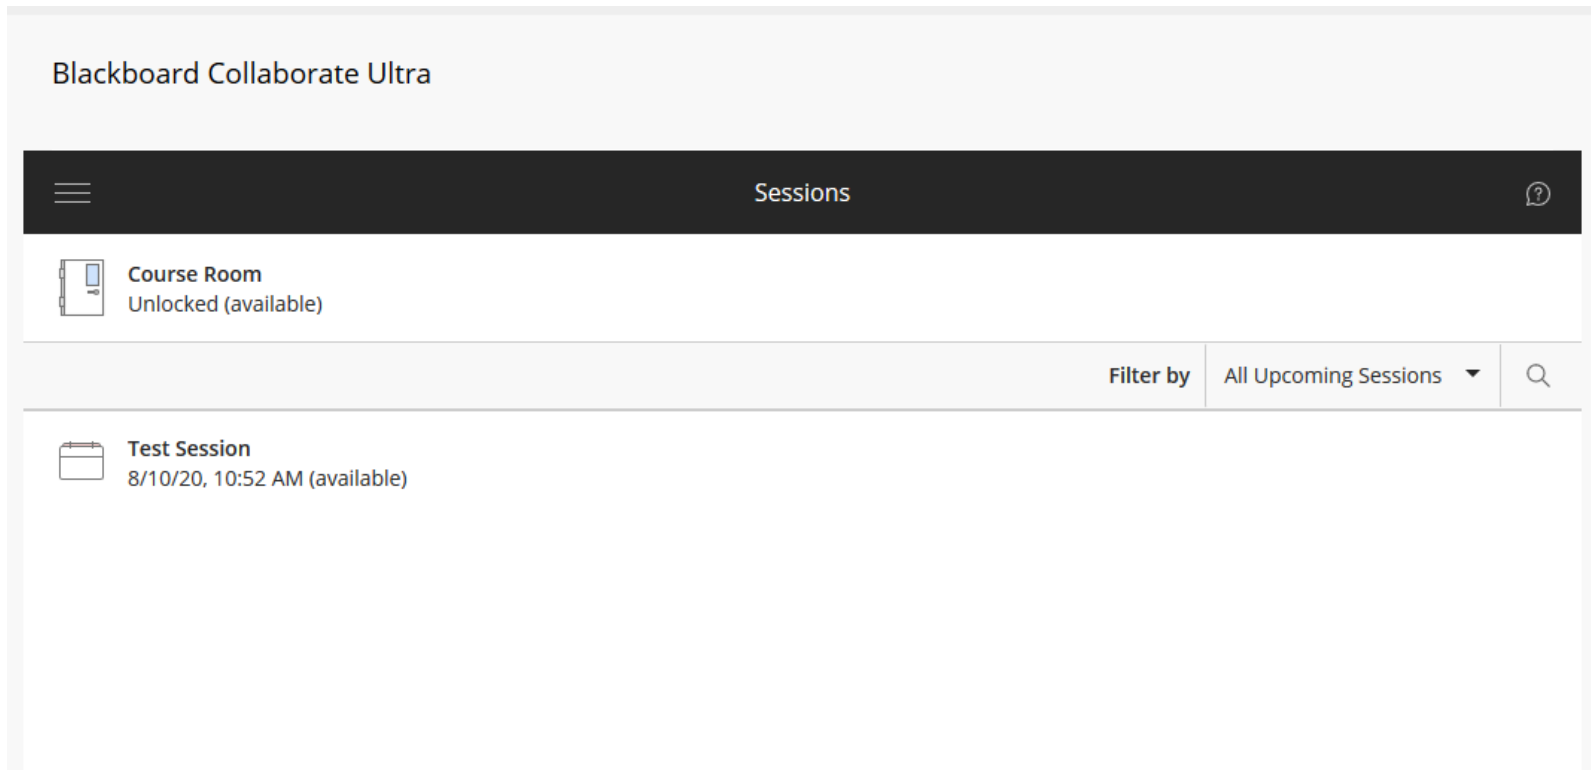 Blackboard Collaborate Ultra
Sessions
Course Room
Unlocked (available)
Filter by All Upcoming Sessions
Test Session
8/10/20, 10:52 AM (available)